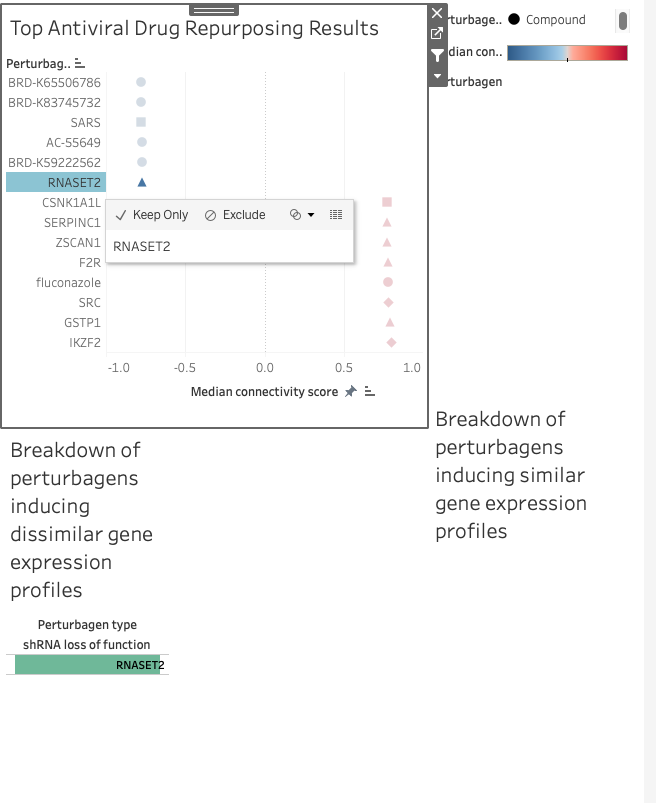 Top Antiviral Drug Repurposing Results
rturbage.. Compound
dian con..
rturbagen
Perturbag..
BRD-K65506786
BRD-K83745732
SARS
AC-55649
BRD-K59222562
RNASET2
CSNK1A1L
SERPINC1
ZSCAN1
F2R
fluconazole
SRC
GSTP1
IKZF2
Keep Only Exclude
RNASET2
-1.0 -0.5 0.0 0.5 1.0
Median connectivity score
Breakdown of
perturbagens
inducing similar
gene expression
profiles
Breakdown of
perturbagens
inducing
dissimilar gene
expression
profiles
Perturbagen type
shRNA loss of function
RNASET2